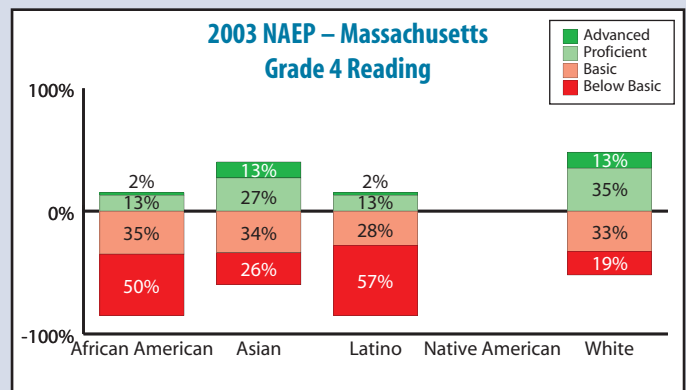 2003 NAEP – Massachusetts
Grade 4 Reading
Advanced
Proficient
Basic
Below Basic
100%
0%
-100%
2%
13%
35%
50%
13%
27%
34%
26%
2%
13%
28%
57%
13%
35%
33%
19%
African American
Asian
Latino
Native American
White